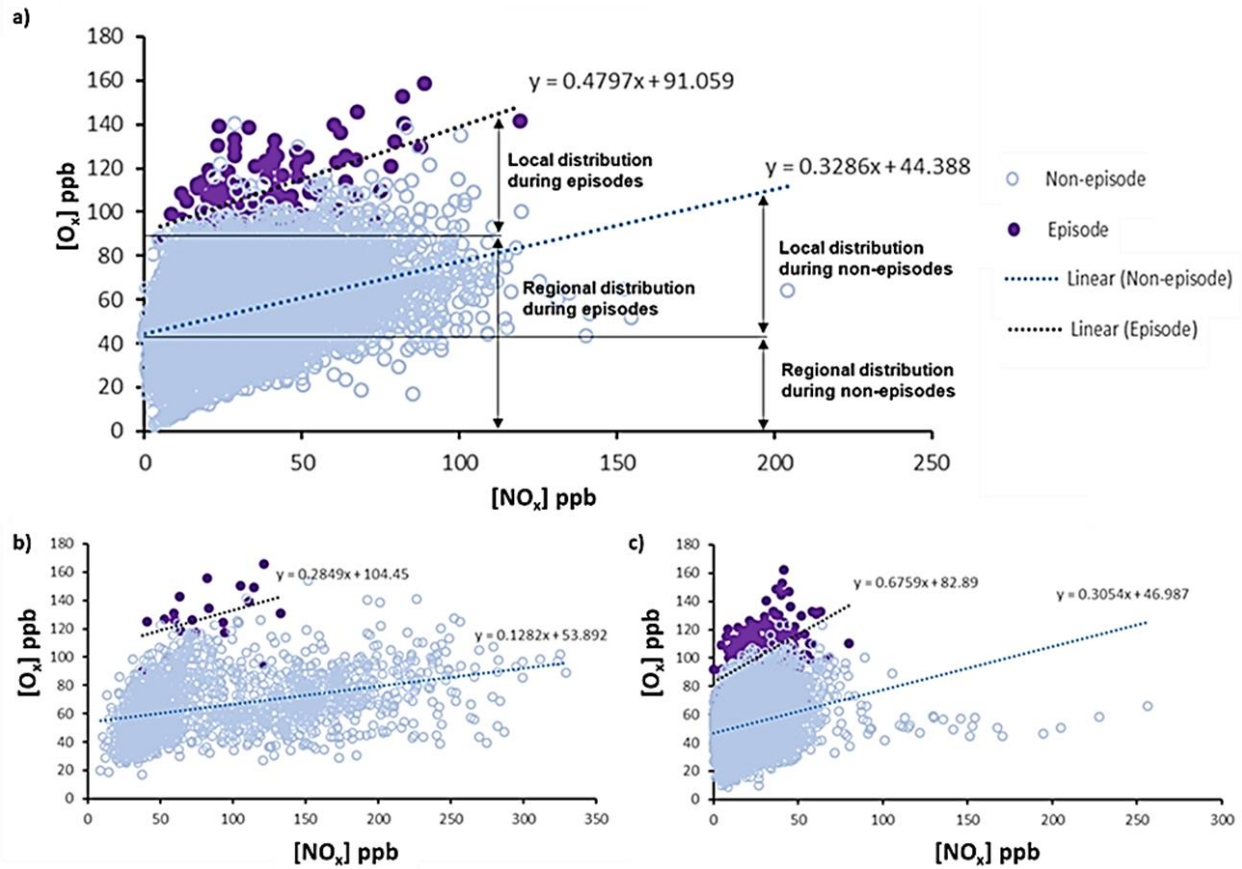 a)
180
160
140
120
100
80
60
40
20
0
[Oₓ] ppb
y = 0.4797x + 91.059
y = 0.3286x + 44.388
Local distribution
during episodes
Regional distribution
during episodes
Local distribution
during non-episodes
Regional distribution
during non-episodes
0 50 100 150 200 250
[NOₓ] ppb
Non-episode
Episode
Linear (Non-episode)
Linear (Episode)
b)
180
160
140
120
100
80
60
40
20
0
[Oₓ] ppb
y = 0.2849x + 104.45
y = 0.1282x + 53.892
0 50 100 150 200 250 300 350
[NOₓ] ppb
c)
180
160
140
120
100
80
60
40
20
0
[Oₓ] ppb
y = 0.6759x + 82.89
y = 0.3054x + 46.987
0 50 100 150 200 250 300
[NOₓ] ppb